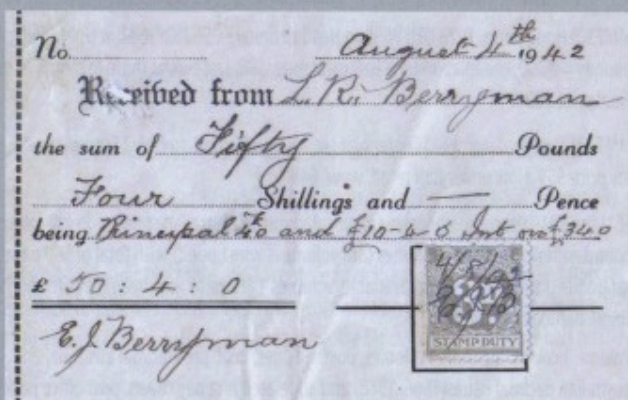 No. August 4th 1942
Received from L. R. Berryman
the sum of Fifty Pounds
Four Shillings and — Pence
being Principal £40 and £10-4-0 Int on £340
£ 50 : 4 : 0
E. J. Berryman
STAMP DUTY